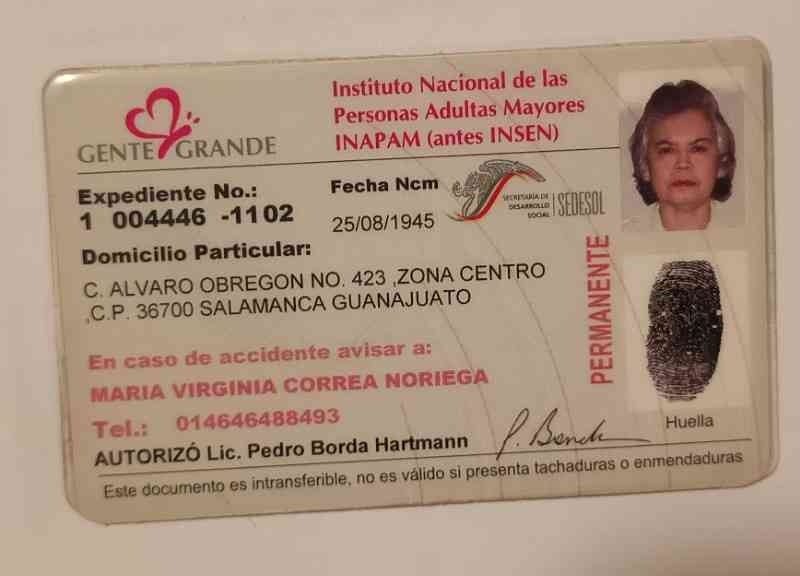 GENTE GRANDE
Instituto Nacional de las
Personas Adultas Mayores
INAPAM (antes INSEN)
Expediente No.:
1 004446 -1102
Fecha Ncm
25/08/1945
SECRETARÍA DE
DESARROLLO
SOCIAL
SEDESOL
Domicilio Particular:
C. ALVARO OBREGON NO. 423 ,ZONA CENTRO
,C.P. 36700 SALAMANCA GUANAJUATO
PERMANENTE
En caso de accidente avisar a:
MARIA VIRGINIA CORREA NORIEGA
Tel.: 014646488493
AUTORIZÓ Lic. Pedro Borda Hartmann
Huella
Este documento es intransferible, no es válido si presenta tachaduras o enmendaduras